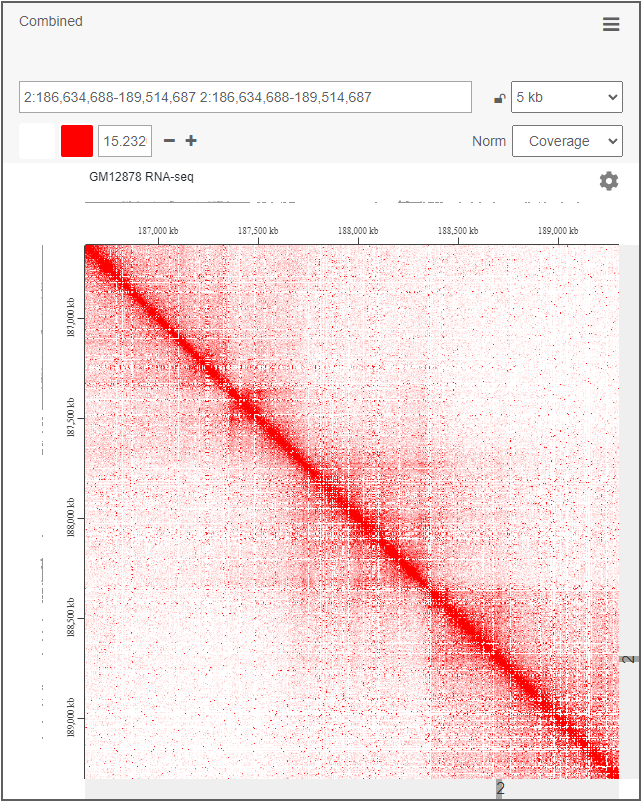 Combined
2:186,634,688-189,514,687 2:186,634,688-189,514,687
5 kb
15.232
Norm
Coverage
GM12878 RNA-seq
187,000 kb 187,500 kb 188,000 kb 188,500 kb 189,000 kb
187,000 kb
187,500 kb
188,000 kb
188,500 kb
189,000 kb
2
2